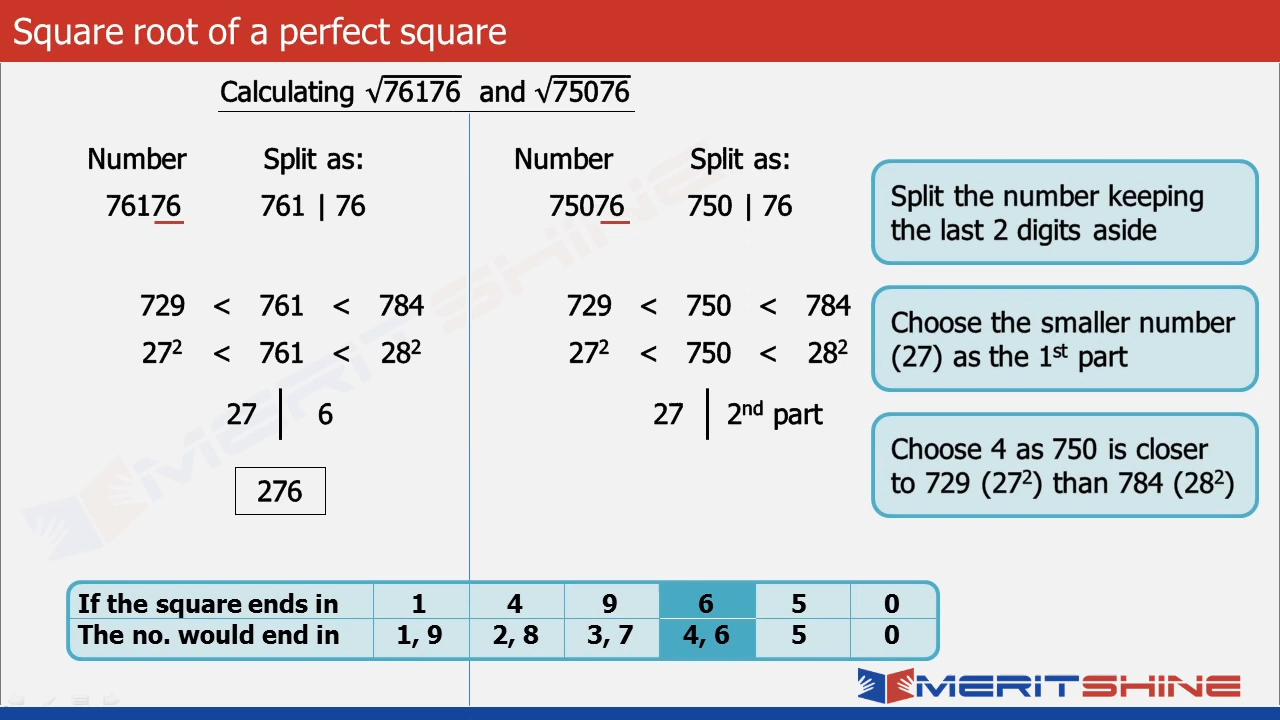 Square root of a perfect square
Calculating √76176 and √75076
Number Split as:
76176 761 | 76
729 < 761 < 784
27² < 761 < 28²
27 | 6
276
Number Split as:
75076 750 | 76
729 < 750 < 784
27² < 750 < 28²
27 | 2nd part
Split the number keeping
the last 2 digits aside
Choose the smaller number
(27) as the 1st part
Choose 4 as 750 is closer
to 729 (27²) than 784 (28²)
If the square ends in 1 4 9 6 5 0
The no. would end in 1, 9 2, 8 3, 7 4, 6 5 0
MERITSHINE
MERITSHINE